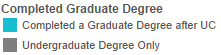 Completed Graduate Degree
Completed a Graduate Degree after UC
Undergraduate Degree Only